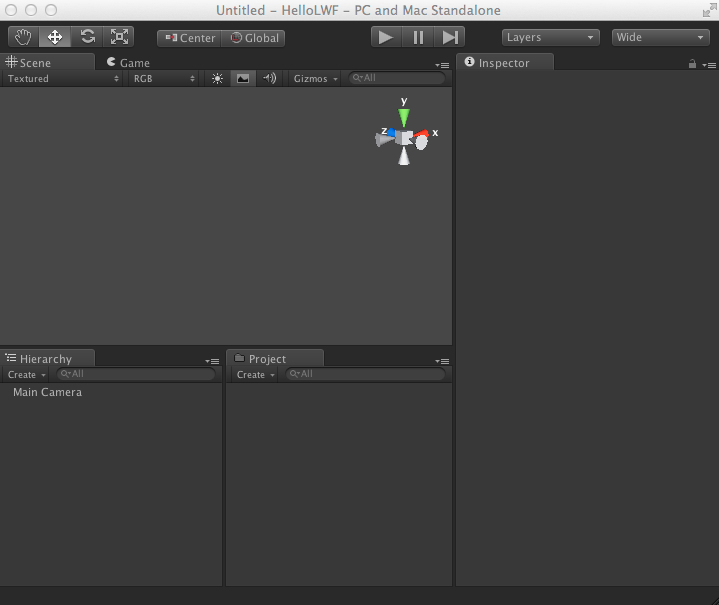 Untitled – HelloLWF – PC and Mac Standalone
Center Global Layers Wide
Scene Game Inspector
Textured RGB Gizmos All
y
z x
Hierarchy Project
Create All Create All
Main Camera